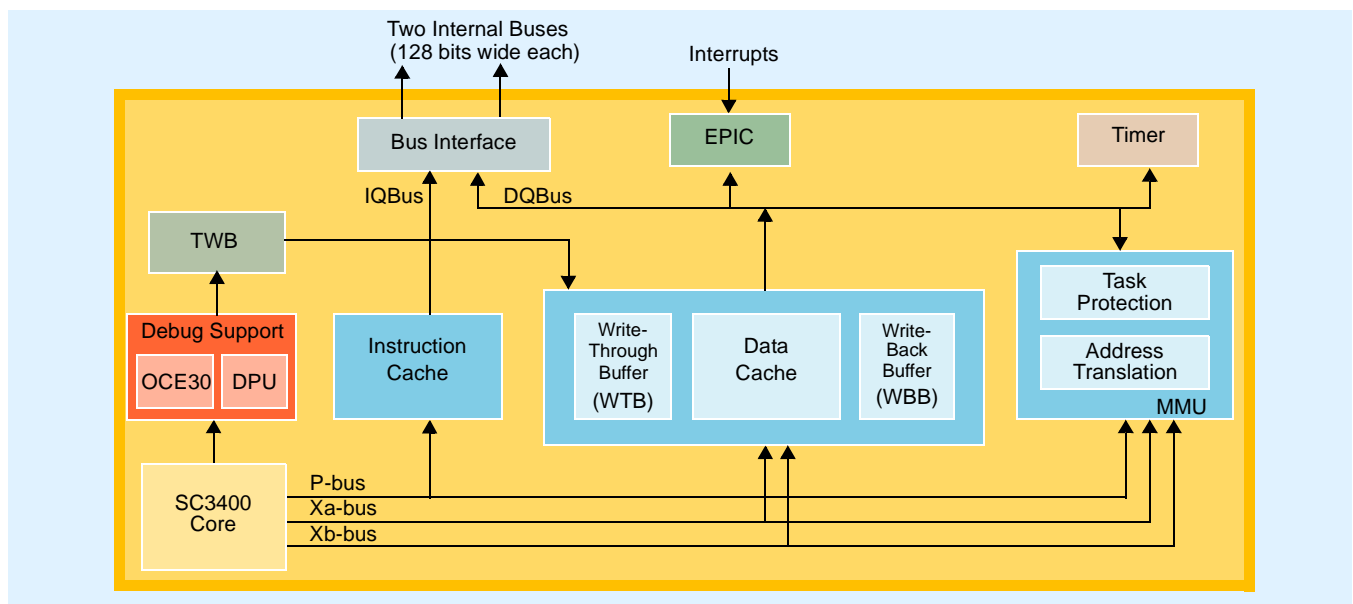 Two Internal Buses
(128 bits wide each)
Interrupts
Bus Interface
EPIC
Timer
IQBus
DQBus
TWB
Task
Protection
Debug Support
OCE30
DPU
Instruction
Cache
Write-
Through
Buffer
(WTB)
Data
Cache
Write-
Back
Buffer
(WBB)
Address
Translation
MMU
SC3400
Core
P-bus
Xa-bus
Xb-bus